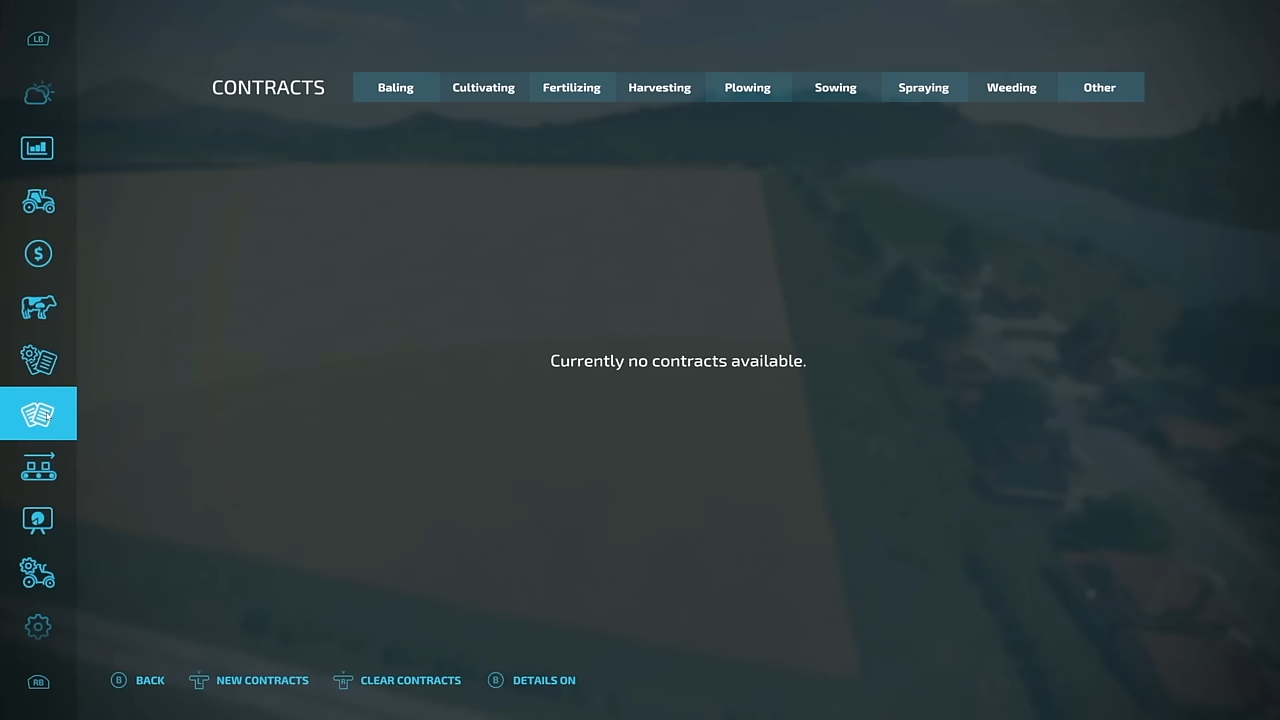 LB
CONTRACTS Baling Cultivating Fertilizing Harvesting Plowing Sowing Spraying Weeding Other
$
Currently no contracts available.
B BACK L NEW CONTRACTS R CLEAR CONTRACTS B DETAILS ON
RB